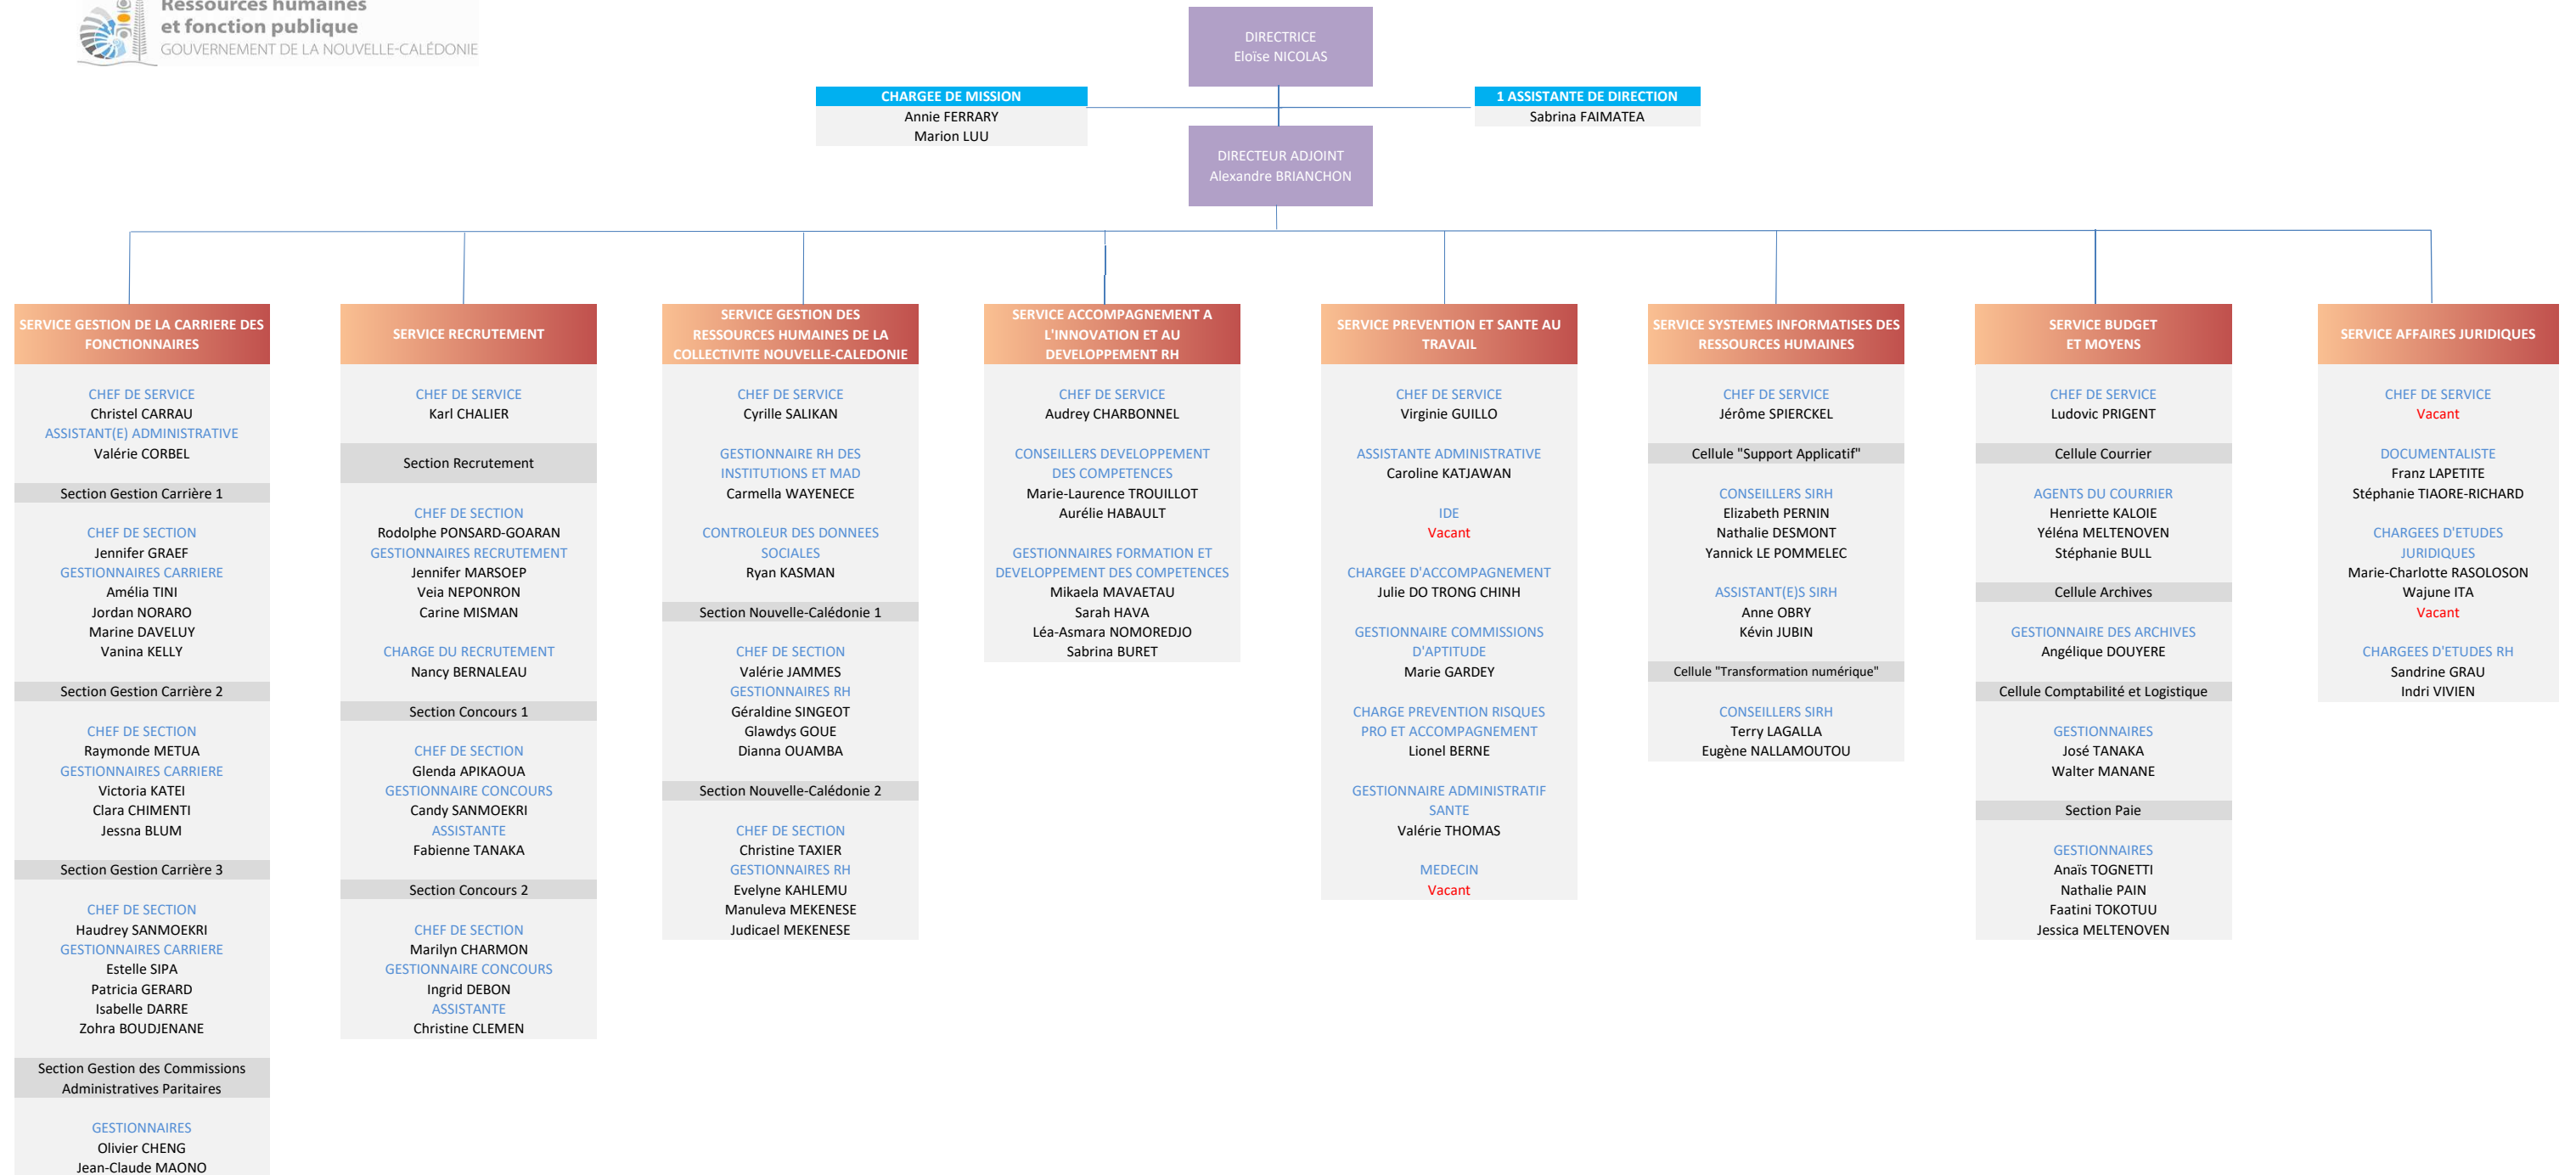 Ressources humaines
et fonction publique
GOUVERNEMENT DE LA NOUVELLE-CALÉDONIE
DIRECTRICE
Eloïse NICOLAS
CHARGEE DE MISSION
Annie FERRARY
Marion LUU
1 ASSISTANTE DE DIRECTION
Sabrina FAIMATEA
DIRECTEUR ADJOINT
Alexandre BRIANCHON
SERVICE GESTION DE LA CARRIERE DES
FONCTIONNAIRES
CHEF DE SERVICE
Christel CARRAU
ASSISTANT(E) ADMINISTRATIVE
Valérie CORBEL
Section Gestion Carrière 1
CHEF DE SECTION
Jennifer GRAEF
GESTIONNAIRES CARRIERE
Amélia TINI
Jordan NORARO
Marine DAVELUY
Vanina KELLY
Section Gestion Carrière 2
CHEF DE SECTION
Raymonde METUA
GESTIONNAIRES CARRIERE
Victoria KATEI
Clara CHIMENTI
Jessna BLUM
Section Gestion Carrière 3
CHEF DE SECTION
Haudrey SANMOEKRI
GESTIONNAIRES CARRIERE
Estelle SIPA
Patricia GERARD
Isabelle DARRE
Zohra BOUDJENANE
Section Gestion des Commissions
Administratives Paritaires
GESTIONNAIRES
Olivier CHENG
Jean-Claude MAONO
SERVICE RECRUTEMENT
CHEF DE SERVICE
Karl CHALIER
Section Recrutement
CHEF DE SECTION
Rodolphe PONSARD-GOARAN
GESTIONNAIRES RECRUTEMENT
Jennifer MARSOEP
Veia NEPONRON
Carine MISMAN
CHARGE DU RECRUTEMENT
Nancy BERNALEAU
Section Concours 1
CHEF DE SECTION
Glenda APIKAOUA
GESTIONNAIRE CONCOURS
Candy SANMOEKRI
ASSISTANTE
Fabienne TANAKA
Section Concours 2
CHEF DE SECTION
Marilyn CHARMON
GESTIONNAIRE CONCOURS
Ingrid DEBON
ASSISTANTE
Christine CLEMEN
SERVICE GESTION DES
RESSOURCES HUMAINES DE LA
COLLECTIVITE NOUVELLE-CALEDONIE
CHEF DE SERVICE
Cyrille SALIKAN
GESTIONNAIRE RH DES
INSTITUTIONS ET MAD
Carmella WAYENECE
CONTROLEUR DES DONNEES
SOCIALES
Ryan KASMAN
Section Nouvelle-Calédonie 1
CHEF DE SECTION
Valérie JAMMES
GESTIONNAIRES RH
Géraldine SINGEOT
Glawdys GOUE
Dianna OUAMBA
Section Nouvelle-Calédonie 2
CHEF DE SECTION
Christine TAXIER
GESTIONNAIRES RH
Evelyne KAHLEMU
Manuleva MEKENESE
Judicael MEKENESE
SERVICE ACCOMPAGNEMENT A
L'INNOVATION ET AU
DEVELOPPEMENT RH
CHEF DE SERVICE
Audrey CHARBONNEL
CONSEILLERS DEVELOPPEMENT
DES COMPETENCES
Marie-Laurence TROUILLOT
Aurélie HABAULT
GESTIONNAIRES FORMATION ET
DEVELOPPEMENT DES COMPETENCES
Mikaela MAVAETAU
Sarah HAVA
Léa-Asmara NOMOREDJO
Sabrina BURET
SERVICE PREVENTION ET SANTE AU
TRAVAIL
CHEF DE SERVICE
Virginie GUILLO
ASSISTANTE ADMINISTRATIVE
Caroline KATJAWAN
IDE
Vacant
CHARGEE D'ACCOMPAGNEMENT
Julie DO TRONG CHINH
GESTIONNAIRE COMMISSIONS
D'APTITUDE
Marie GARDEY
CHARGE PREVENTION RISQUES
PRO ET ACCOMPAGNEMENT
Lionel BERNE
GESTIONNAIRE ADMINISTRATIF
SANTE
Valérie THOMAS
MEDECIN
Vacant
SERVICE SYSTEMES INFORMATISES DES
RESSOURCES HUMAINES
CHEF DE SERVICE
Jérôme SPIERCKEL
Cellule "Support Applicatif"
CONSEILLERS SIRH
Elizabeth PERNIN
Nathalie DESMONT
Yannick LE POMMELEC
ASSISTANT(E)S SIRH
Anne OBRY
Kévin JUBIN
Cellule "Transformation numérique"
CONSEILLERS SIRH
Terry LAGALLA
Eugène NALLAMOUTOU
SERVICE BUDGET
ET MOYENS
CHEF DE SERVICE
Ludovic PRIGENT
Cellule Courrier
AGENTS DU COURRIER
Henriette KALOIE
Yéléna MELTENOVEN
Stéphanie BULL
Cellule Archives
GESTIONNAIRE DES ARCHIVES
Angélique DOUYERE
Cellule Comptabilité et Logistique
GESTIONNAIRES
José TANAKA
Walter MANANE
Section Paie
GESTIONNAIRES
Anaïs TOGNETTI
Nathalie PAIN
Faatini TOKOTUU
Jessica MELTENOVEN
SERVICE AFFAIRES JURIDIQUES
CHEF DE SERVICE
Vacant
DOCUMENTALISTE
Franz LAPETITE
Stéphanie TIAORE-RICHARD
CHARGEES D'ETUDES
JURIDIQUES
Marie-Charlotte RASOLOSON
Wajune ITA
Vacant
CHARGEES D'ETUDES RH
Sandrine GRAU
Indri VIVIEN